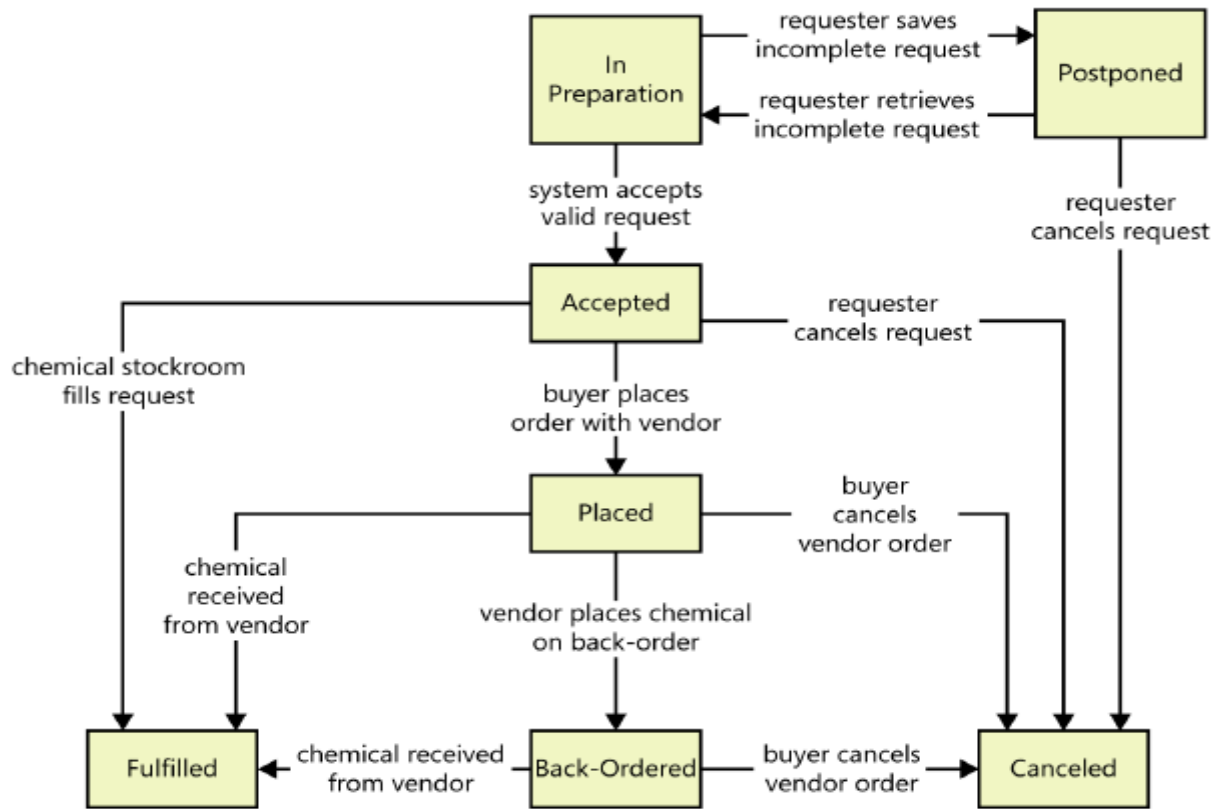 In
Preparation
requester saves
incomplete request
Postponed
requester retrieves
incomplete request
system accepts
valid request
requester
cancels request
Accepted
requester
cancels request
chemical stockroom
fills request
buyer places
order with vendor
Placed
buyer
cancels
vendor order
chemical
received
from vendor
vendor places chemical
on back-order
Fulfilled
chemical received
from vendor
Back-Ordered
buyer cancels
vendor order
Canceled